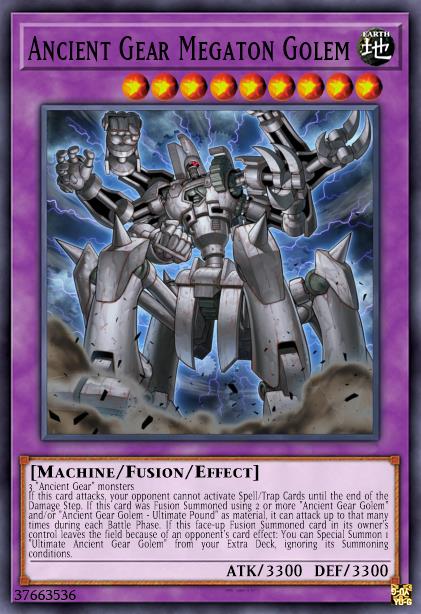 ANCIENT GEAR MEGATON GOLEM
EARTH
地
[MACHINE/FUSION/EFFECT]
3 "Ancient Gear" monsters
If this card attacks, your opponent cannot activate Spell/Trap Cards until the end of the
Damage Step. If this card was Fusion Summoned using 2 or more "Ancient Gear Golem"
and/or "Ancient Gear Golem - Ultimate Pound" as material, it can attack up to that many
times during each Battle Phase. If this face-up Fusion Summoned card in its owner's
control leaves the field because of an opponent's card effect: You can Special Summon 1
"Ultimate Ancient Gear Golem" from your Extra Deck, ignoring its Summoning
conditions.
ATK/3300 DEF/3300
37663536